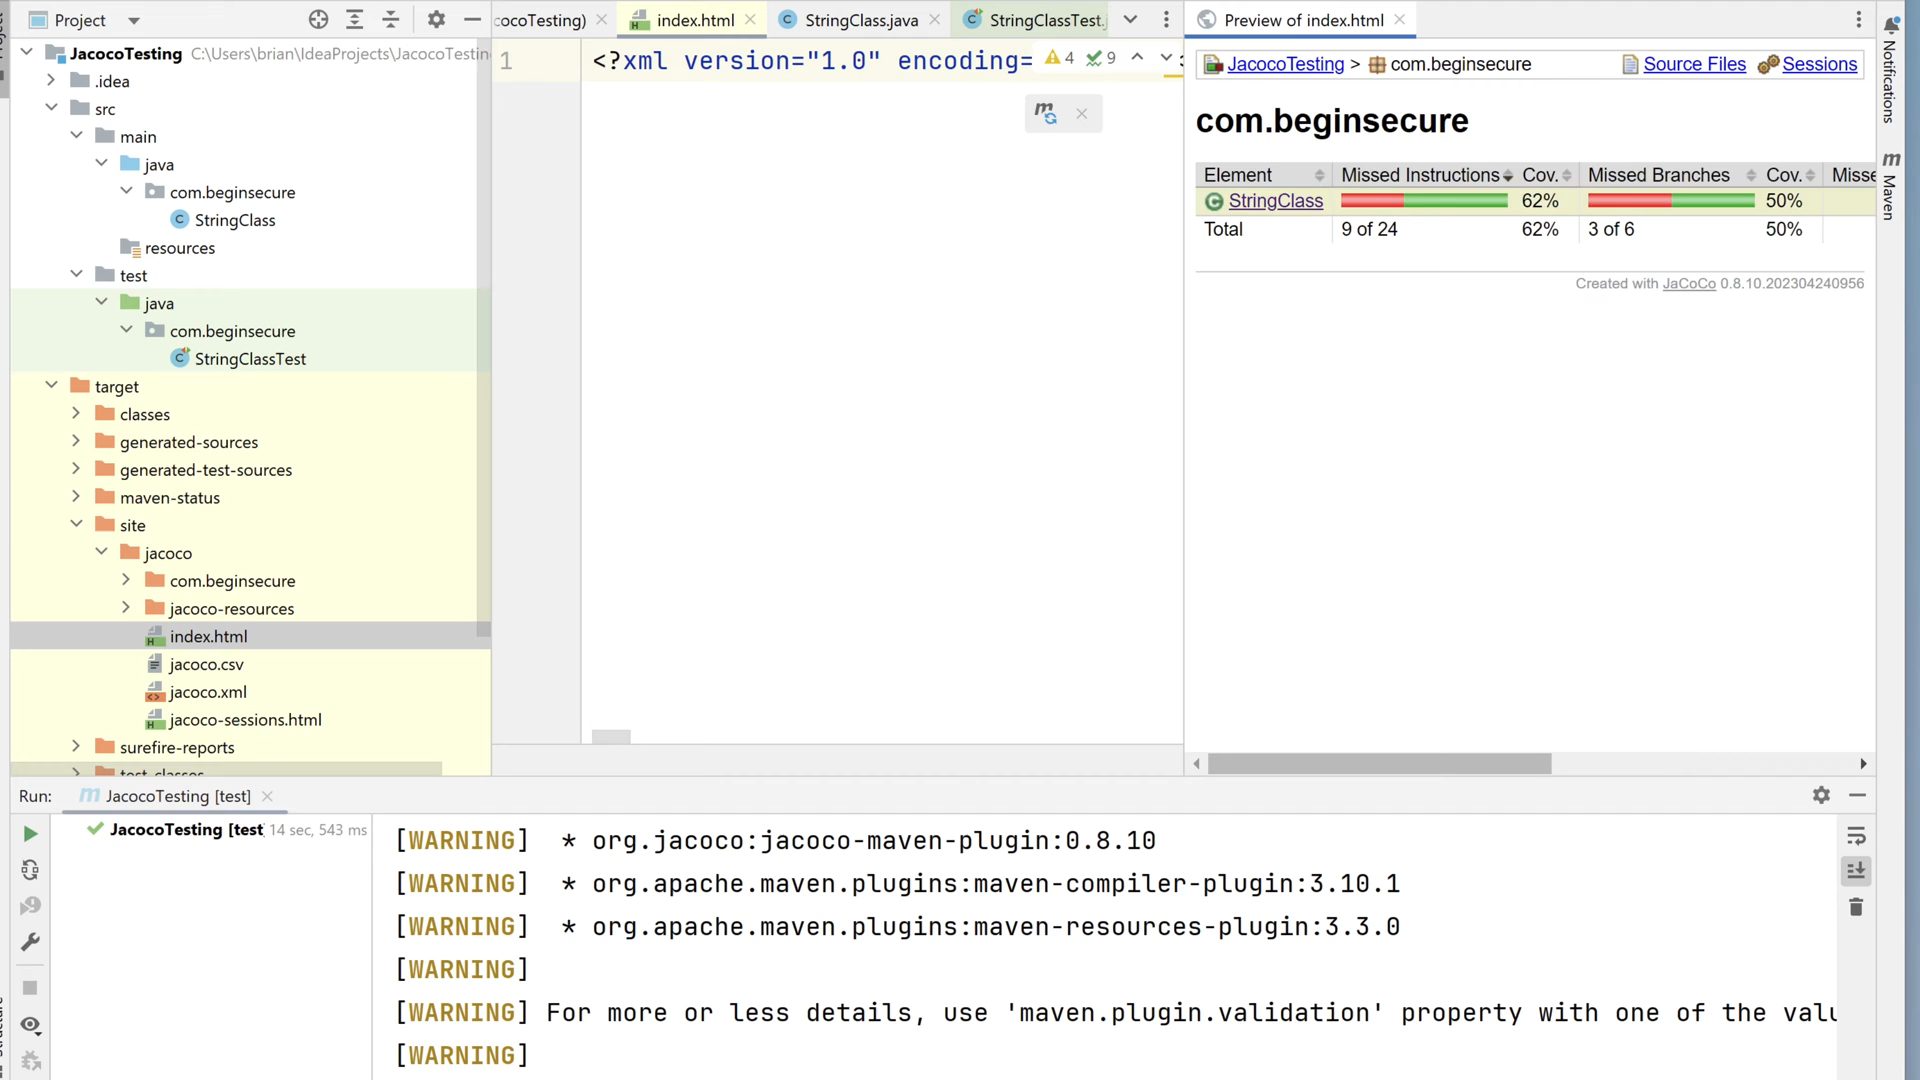 Project
JacocoTesting C:\Users\brian\IdeaProjects\JacocoTestin
.idea
src
main
java
com.beginsecure
StringClass
resources
test
java
com.beginsecure
StringClassTest
target
classes
generated-sources
generated-test-sources
maven-status
site
jacoco
com.beginsecure
jacoco-resources
index.html
jacoco.csv
jacoco.xml
jacoco-sessions.html
surefire-reports
test-classes
cocoTesting)
index.html
StringClass.java
StringClassTest.j
1 <?xml version="1.0" encoding=
4 9
Preview of index.html
JacocoTesting > com.beginsecure Source Files Sessions
com.beginsecure
Element Missed Instructions Cov. Missed Branches Cov. Misse
StringClass 62% 50%
Total 9 of 24 62% 3 of 6 50%
Created with JaCoCo 0.8.10.202304240956
Notifications
Maven
Run: JacocoTesting [test]
JacocoTesting [test 14 sec, 543 ms
[WARNING] * org.jacoco:jacoco-maven-plugin:0.8.10
[WARNING] * org.apache.maven.plugins:maven-compiler-plugin:3.10.1
[WARNING] * org.apache.maven.plugins:maven-resources-plugin:3.3.0
[WARNING]
[WARNING] For more or less details, use 'maven.plugin.validation' property with one of the valu
[WARNING]
Structure